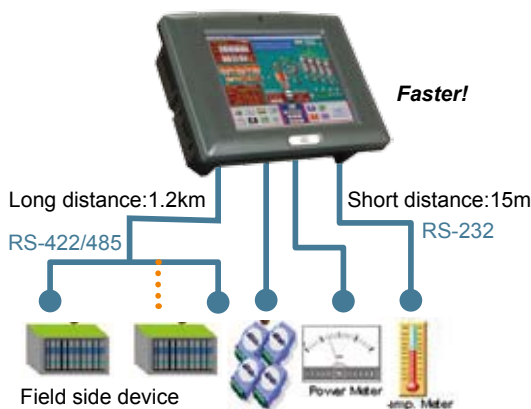 Faster!
Long distance:1.2km
Short distance:15m
RS-422/485
RS-232
Power Meter
Meter
Field side device